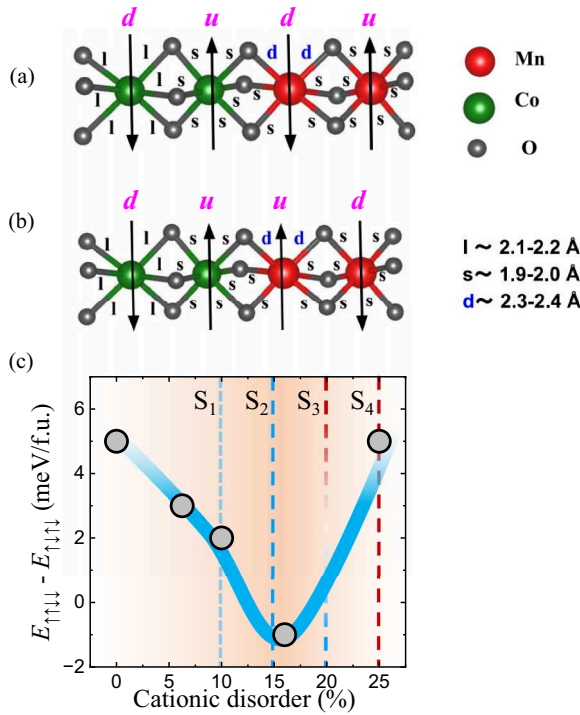 (a)
d u d u
l l s s d d s s
l l s s s s s s
l l s s s s s s
Mn
Co
O
(b)
d u u d
l l s s d d s s
l l s s s s s s
l l s s s s s s
l ~ 2.1-2.2 Å
s ~ 1.9-2.0 Å
d ~ 2.3-2.4 Å
(c)
S₁ S₂ S₃ S₄
E↑↑↓↓ - E↑↓↑↓ (meV/f.u.)
6
4
2
0
−2
0 5 10 15 20 25
Cationic disorder (%)